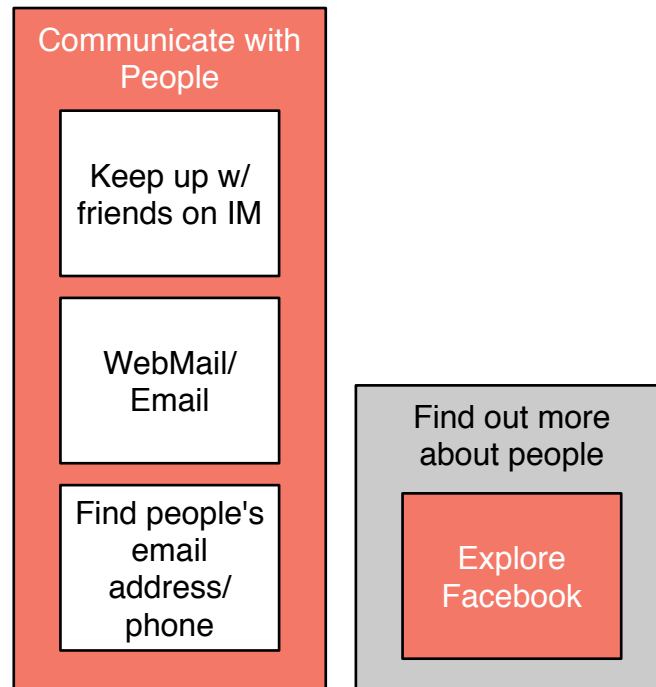 Communicate with
People
Keep up w/
friends on IM
WebMail/
Email
Find people's
email
address/
phone
Find out more
about people
Explore
Facebook